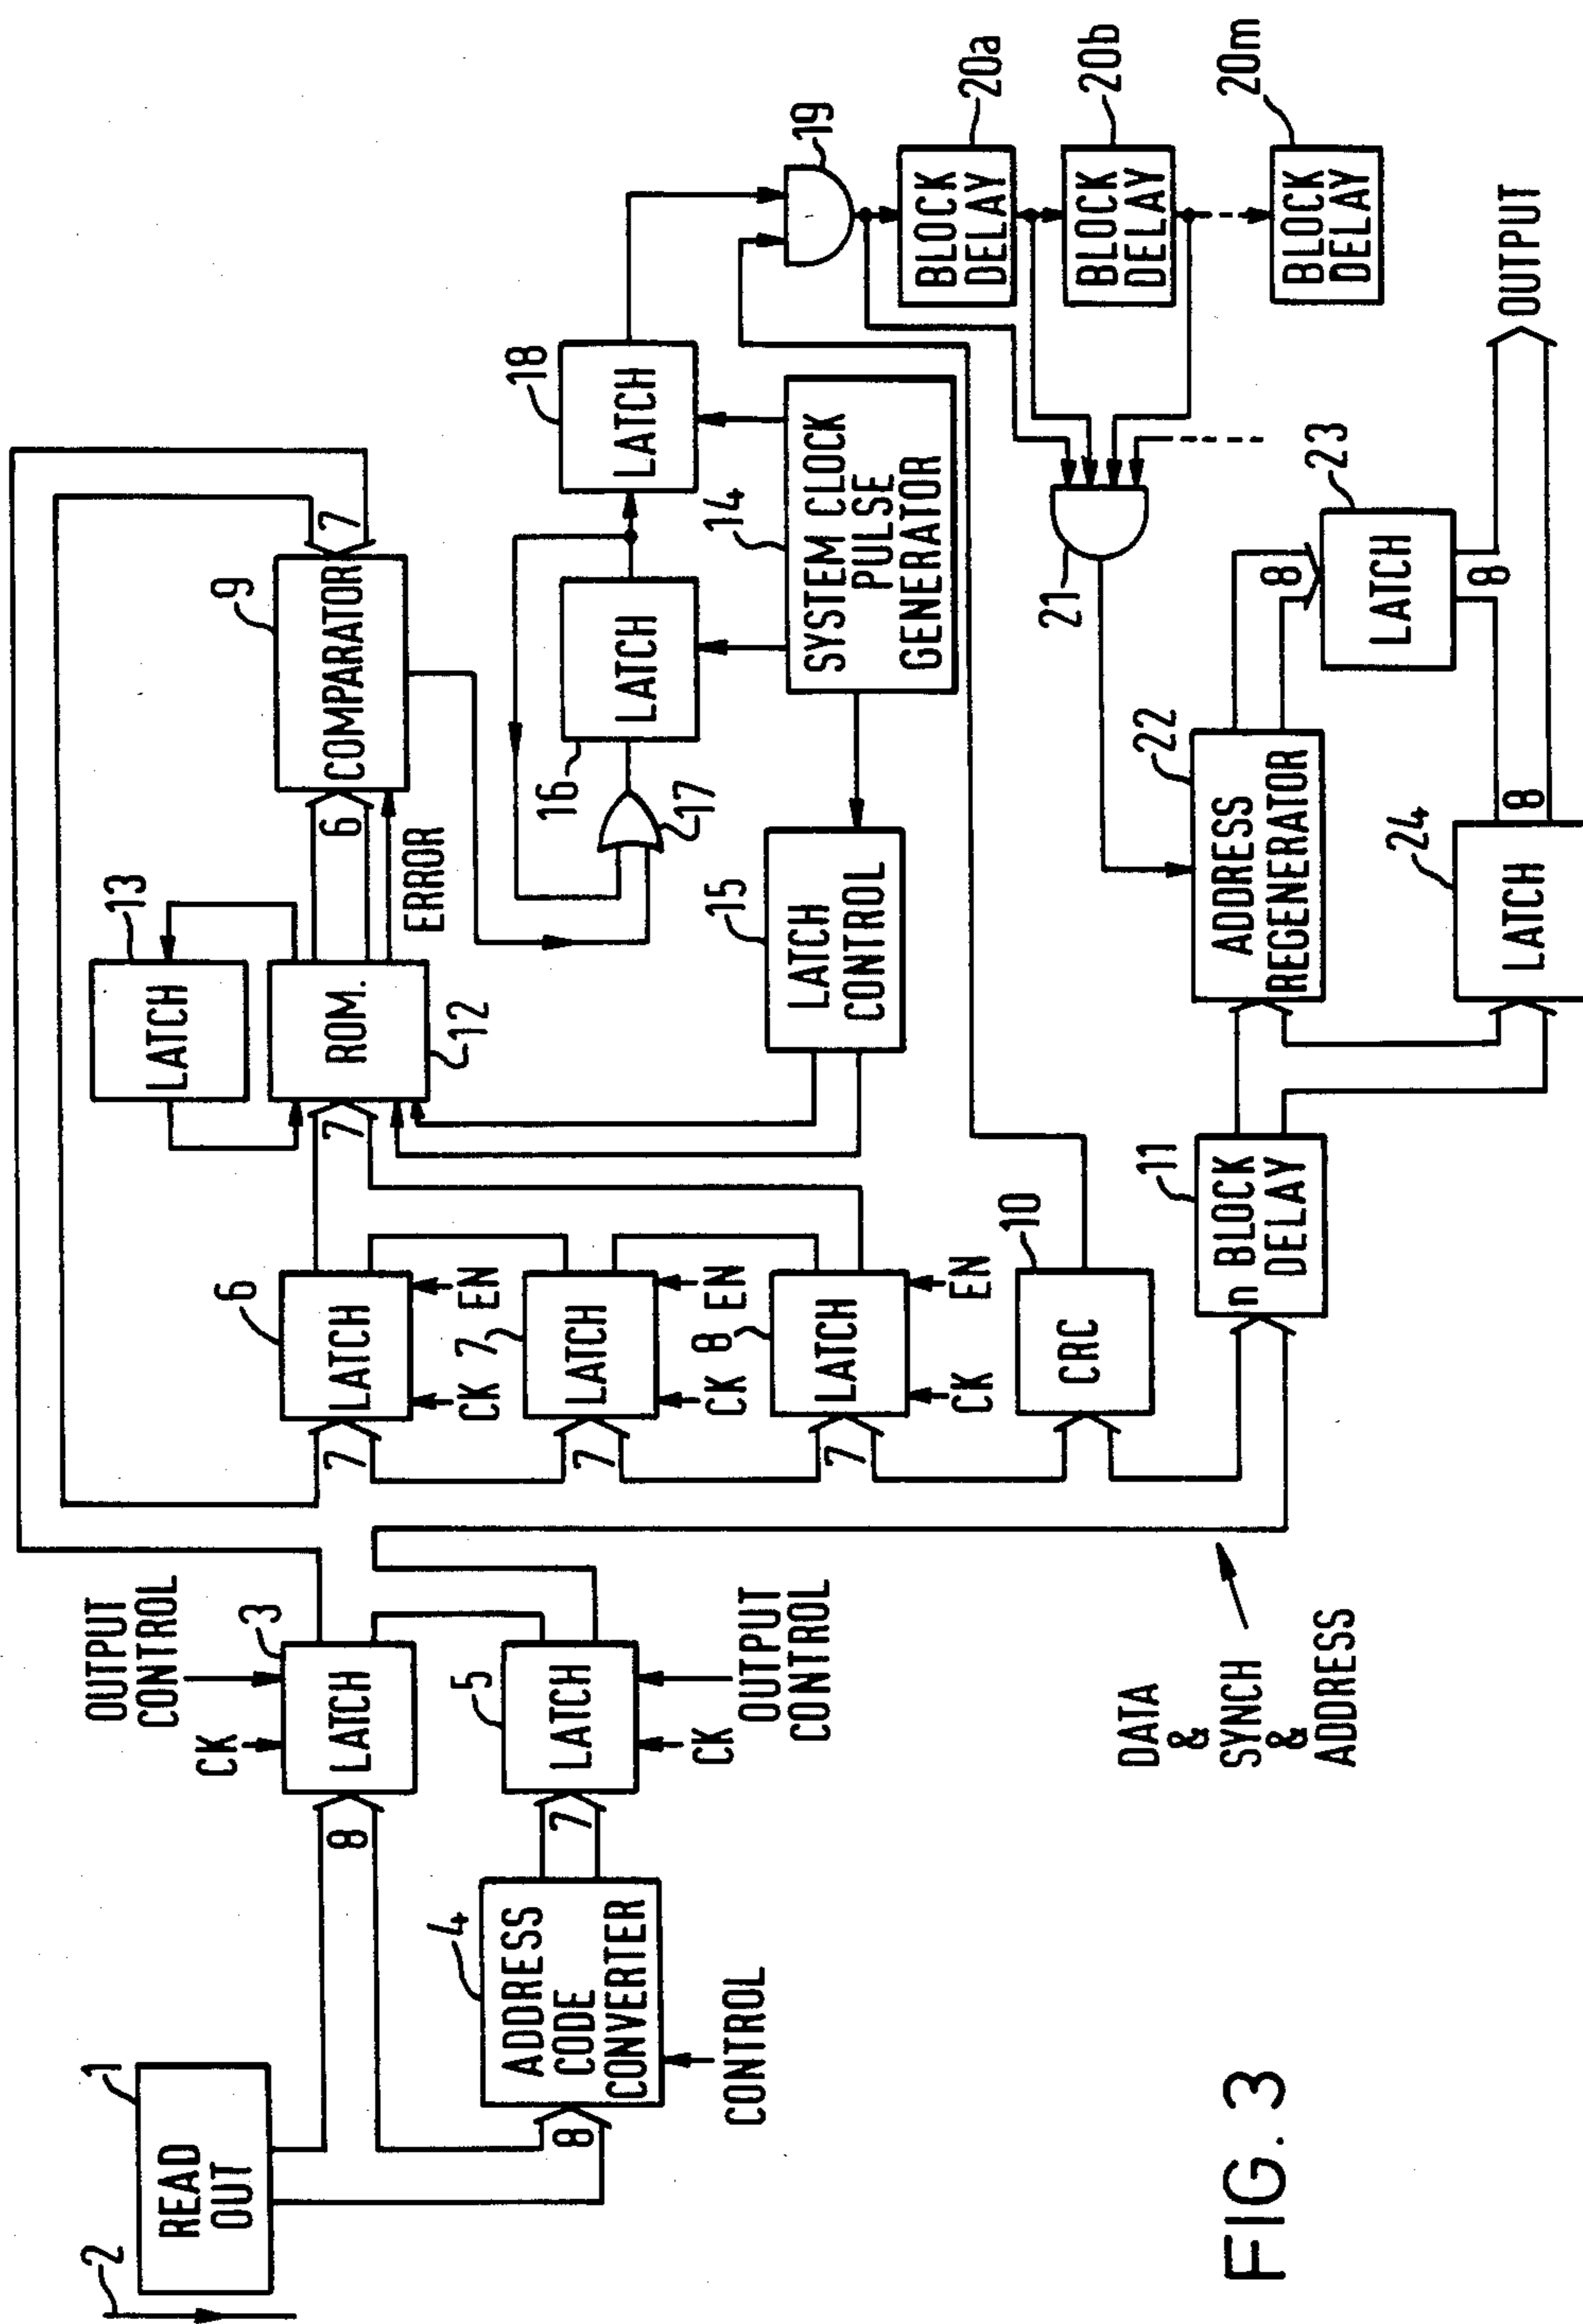 2
1
READ
OUT
8
8
4
ADDRESS
CODE
CONVERTER
CONTROL
7
OUTPUT
CONTROL
CK
3
LATCH
5
LATCH
CK
OUTPUT
CONTROL
DATA
&
SYNCH
&
ADDRESS
7
6
LATCH
CK
EN
7
7
LATCH
CK
EN
7
8
LATCH
CK
EN
10
CRC
11
n BLOCK
DELAY
7
13
LATCH
ROM.
12
6
ERROR
9
COMPARATOR
7
15
LATCH
CONTROL
17
16
LATCH
14
SYSTEM CLOCK
PULSE
GENERATOR
18
LATCH
19
BLOCK
DELAY
20a
BLOCK
DELAY
20b
BLOCK
DELAY
20m
21
22
ADDRESS
REGENERATOR
8
23
LATCH
8
24
LATCH
8
OUTPUT
FIG. 3